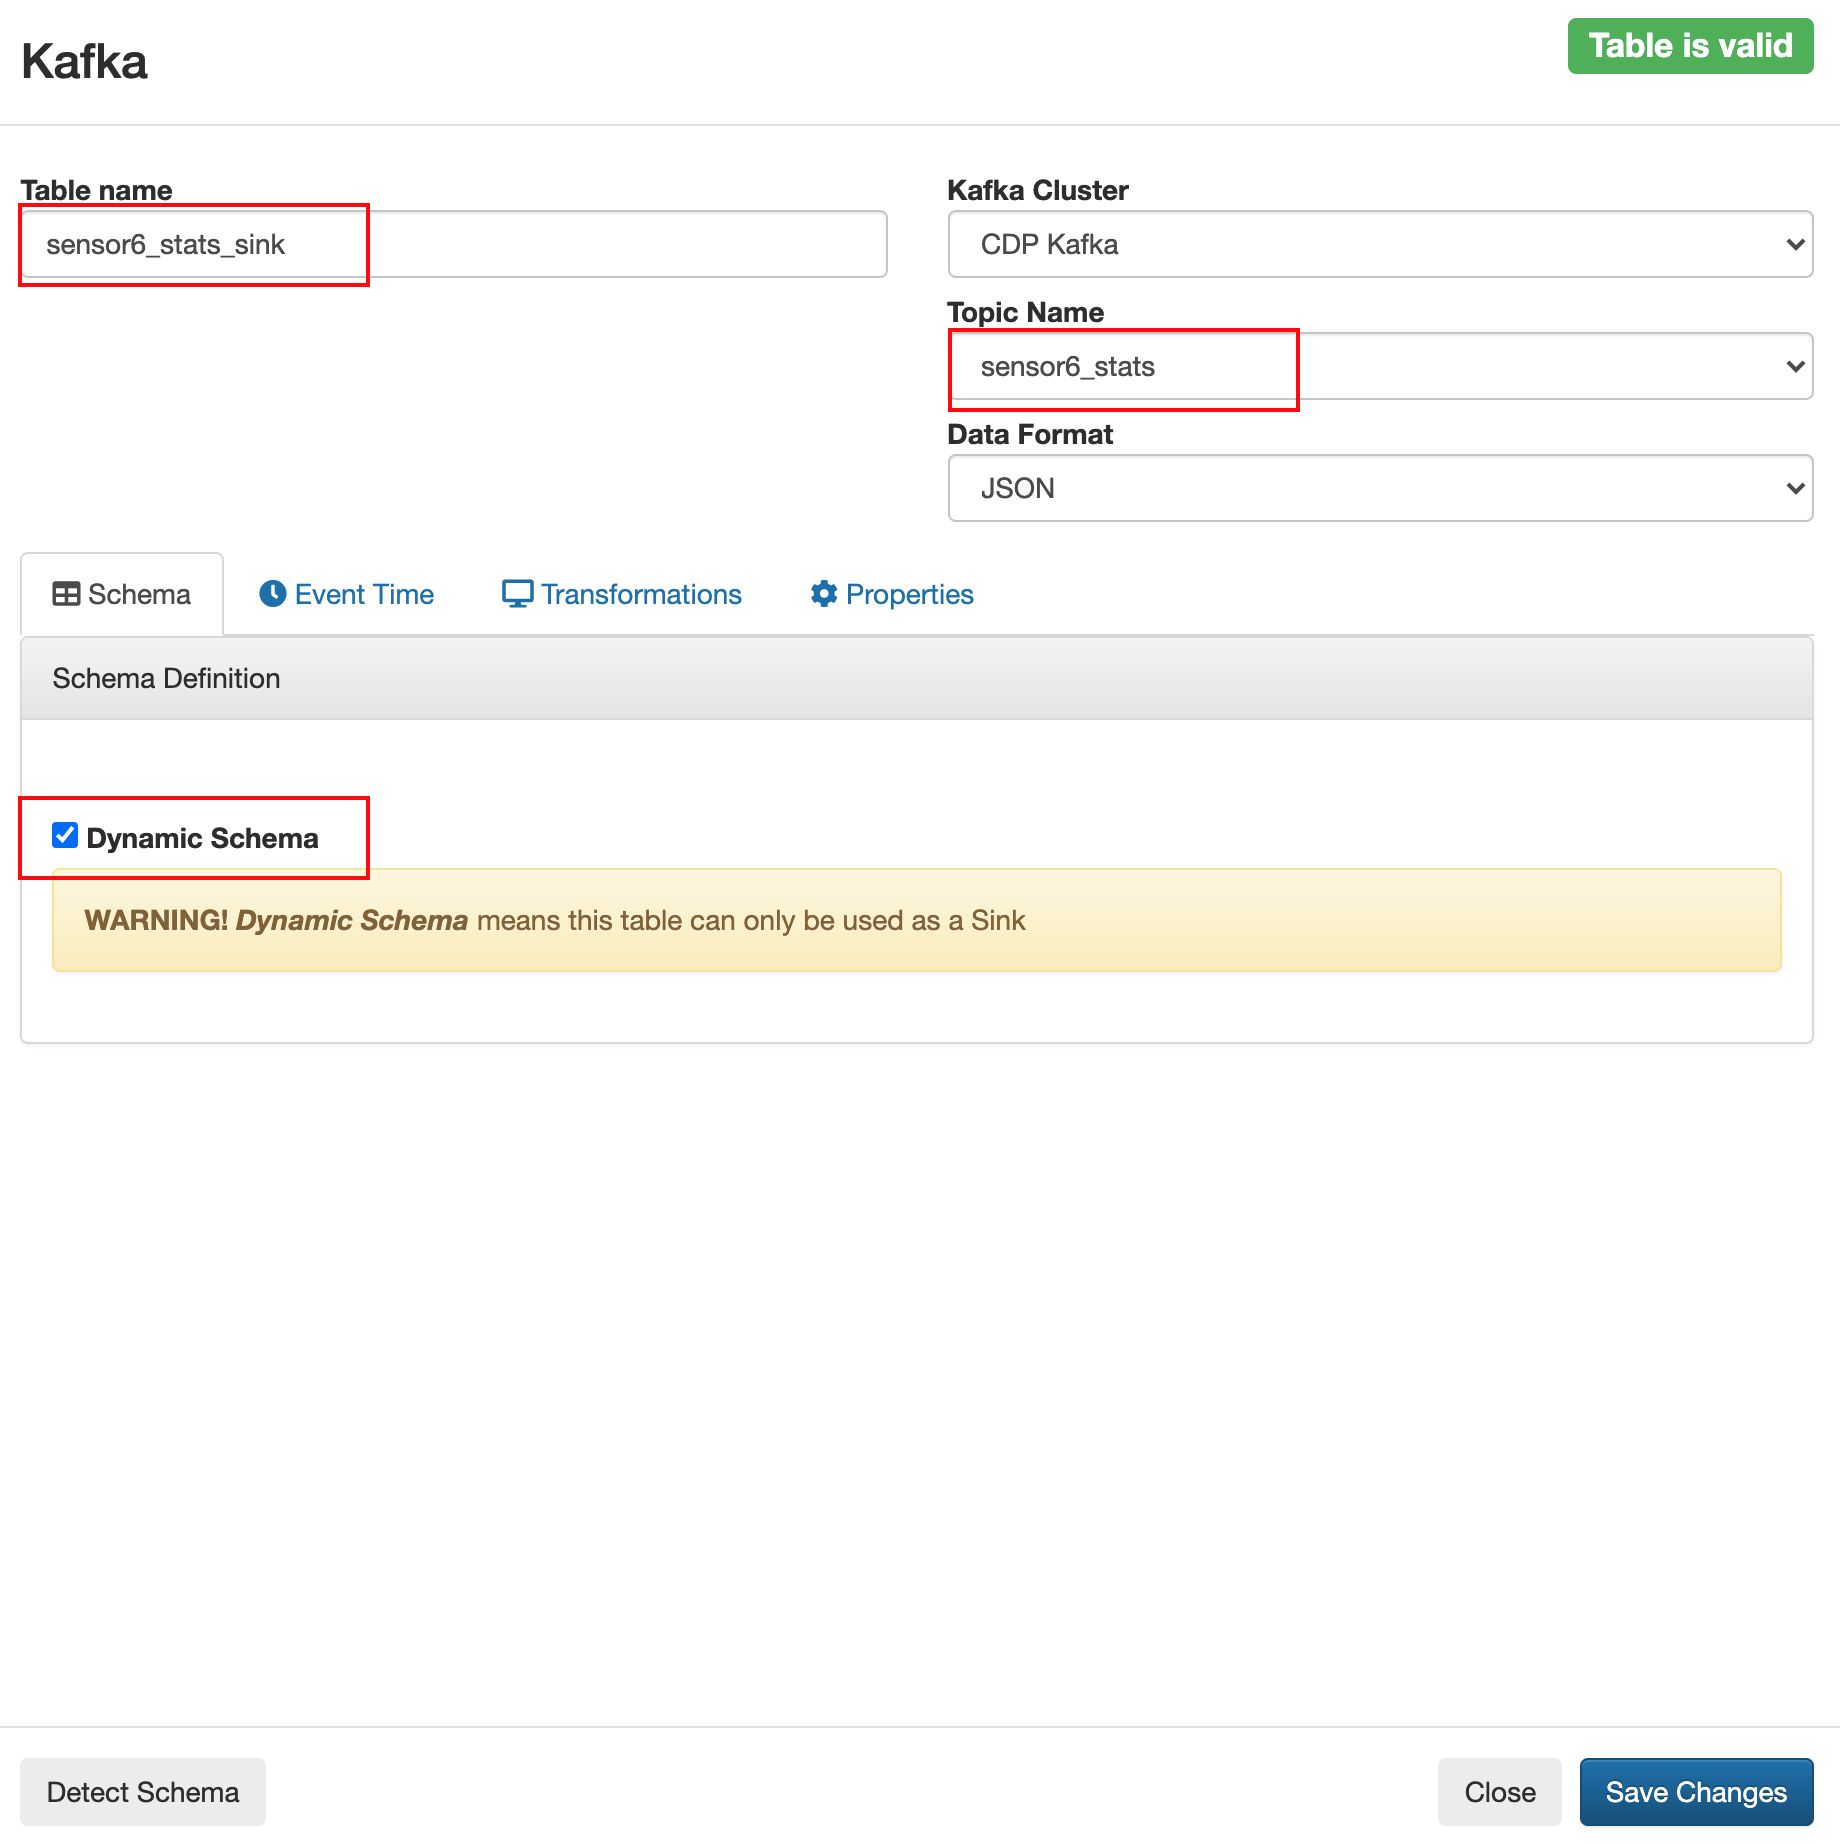 Kafka
Table is valid
Table name
sensor6_stats_sink
Kafka Cluster
CDP Kafka
Topic Name
sensor6_stats
Data Format
JSON
Schema Event Time Transformations Properties
Schema Definition
Dynamic Schema
WARNING! Dynamic Schema means this table can only be used as a Sink
Detect Schema Close Save Changes